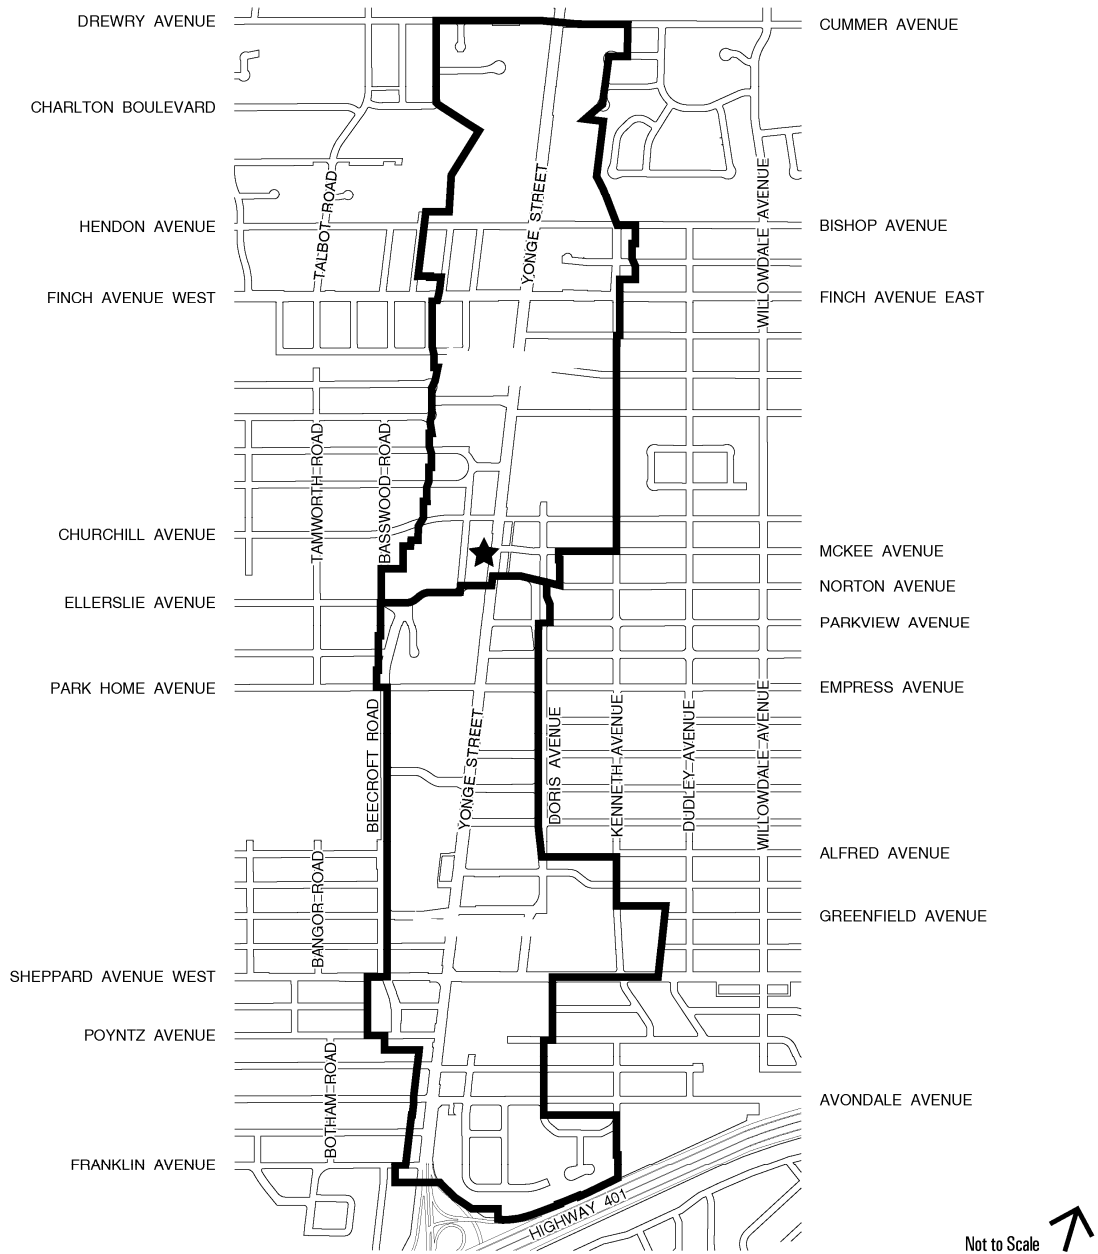 DREWRY AVENUE
CUMMER AVENUE
CHARLTON BOULEVARD
TALBOT ROAD
YONGE STREET
WILLOWDALE AVENUE
HENDON AVENUE
BISHOP AVENUE
FINCH AVENUE WEST
FINCH AVENUE EAST
TAMWORTH ROAD
BASSWOOD ROAD
CHURCHILL AVENUE
MCKEE AVENUE
NORTON AVENUE
ELLERSLIE AVENUE
PARKVIEW AVENUE
PARK HOME AVENUE
EMPRESS AVENUE
BEECROFT ROAD
YONGE STREET
DORIS AVENUE
KENNETH AVENUE
DUDLEY AVENUE
WILLOWDALE AVENUE
ALFRED AVENUE
BANGOR ROAD
GREENFIELD AVENUE
SHEPPARD AVENUE WEST
POYNTZ AVENUE
BOTHAM ROAD
AVONDALE AVENUE
FRANKLIN AVENUE
HIGHWAY 401
Not to Scale